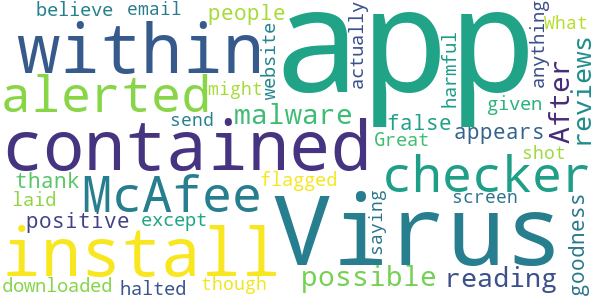 believe email people app actually anything What
within website harmful reviews
alerted might After given
send malware false appears
contained Great checker
thank McAfee flagged shot
laid Virus saying screen goodness
positive except
install possible reading
downloaded halted though